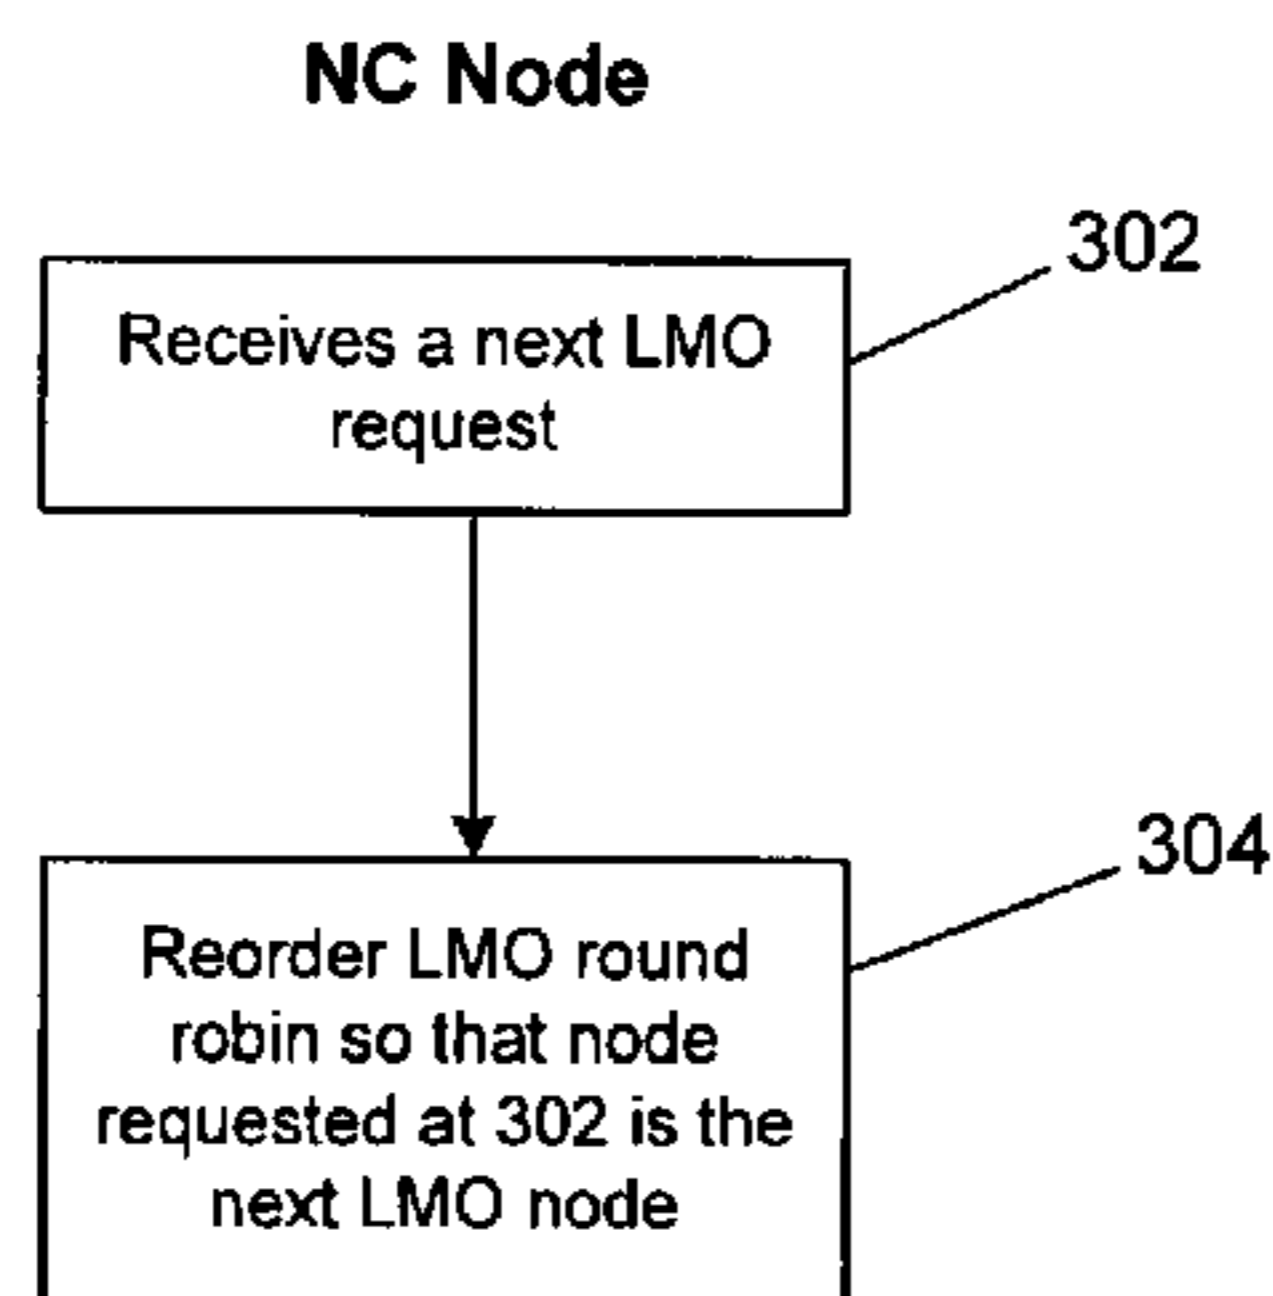 NC Node
302
Receives a next LMO
request
304
Reorder LMO round
robin so that node
requested at 302 is the
next LMO node